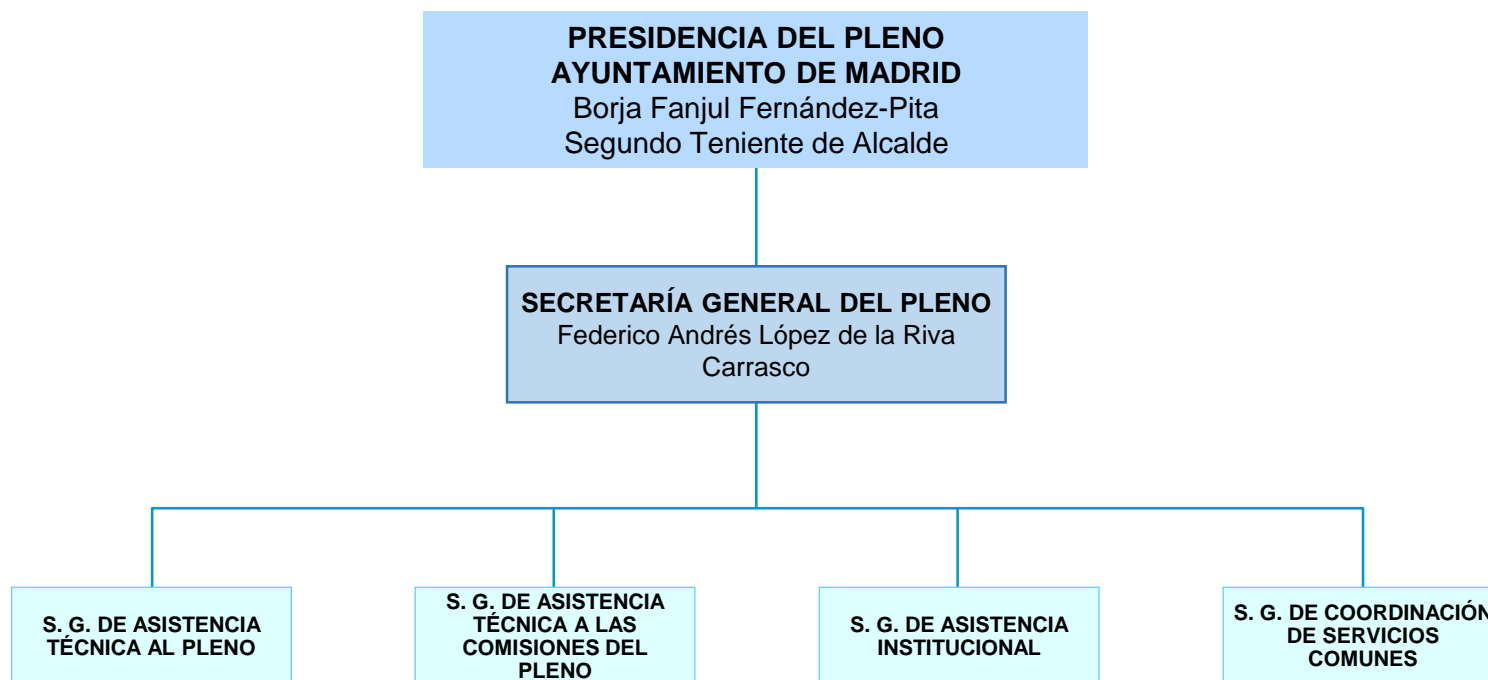 PRESIDENCIA DEL PLENO
AYUNTAMIENTO DE MADRID
Borja Fanjul Fernández-Pita
Segundo Teniente de Alcalde
SECRETARÍA GENERAL DEL PLENO
Federico Andrés López de la Riva
Carrasco
S. G. DE ASISTENCIA
TÉCNICA AL PLENO
S. G. DE ASISTENCIA
TÉCNICA A LAS
COMISIONES DEL
PLENO
S. G. DE ASISTENCIA
INSTITUCIONAL
S. G. DE COORDINACIÓN
DE SERVICIOS
COMUNES